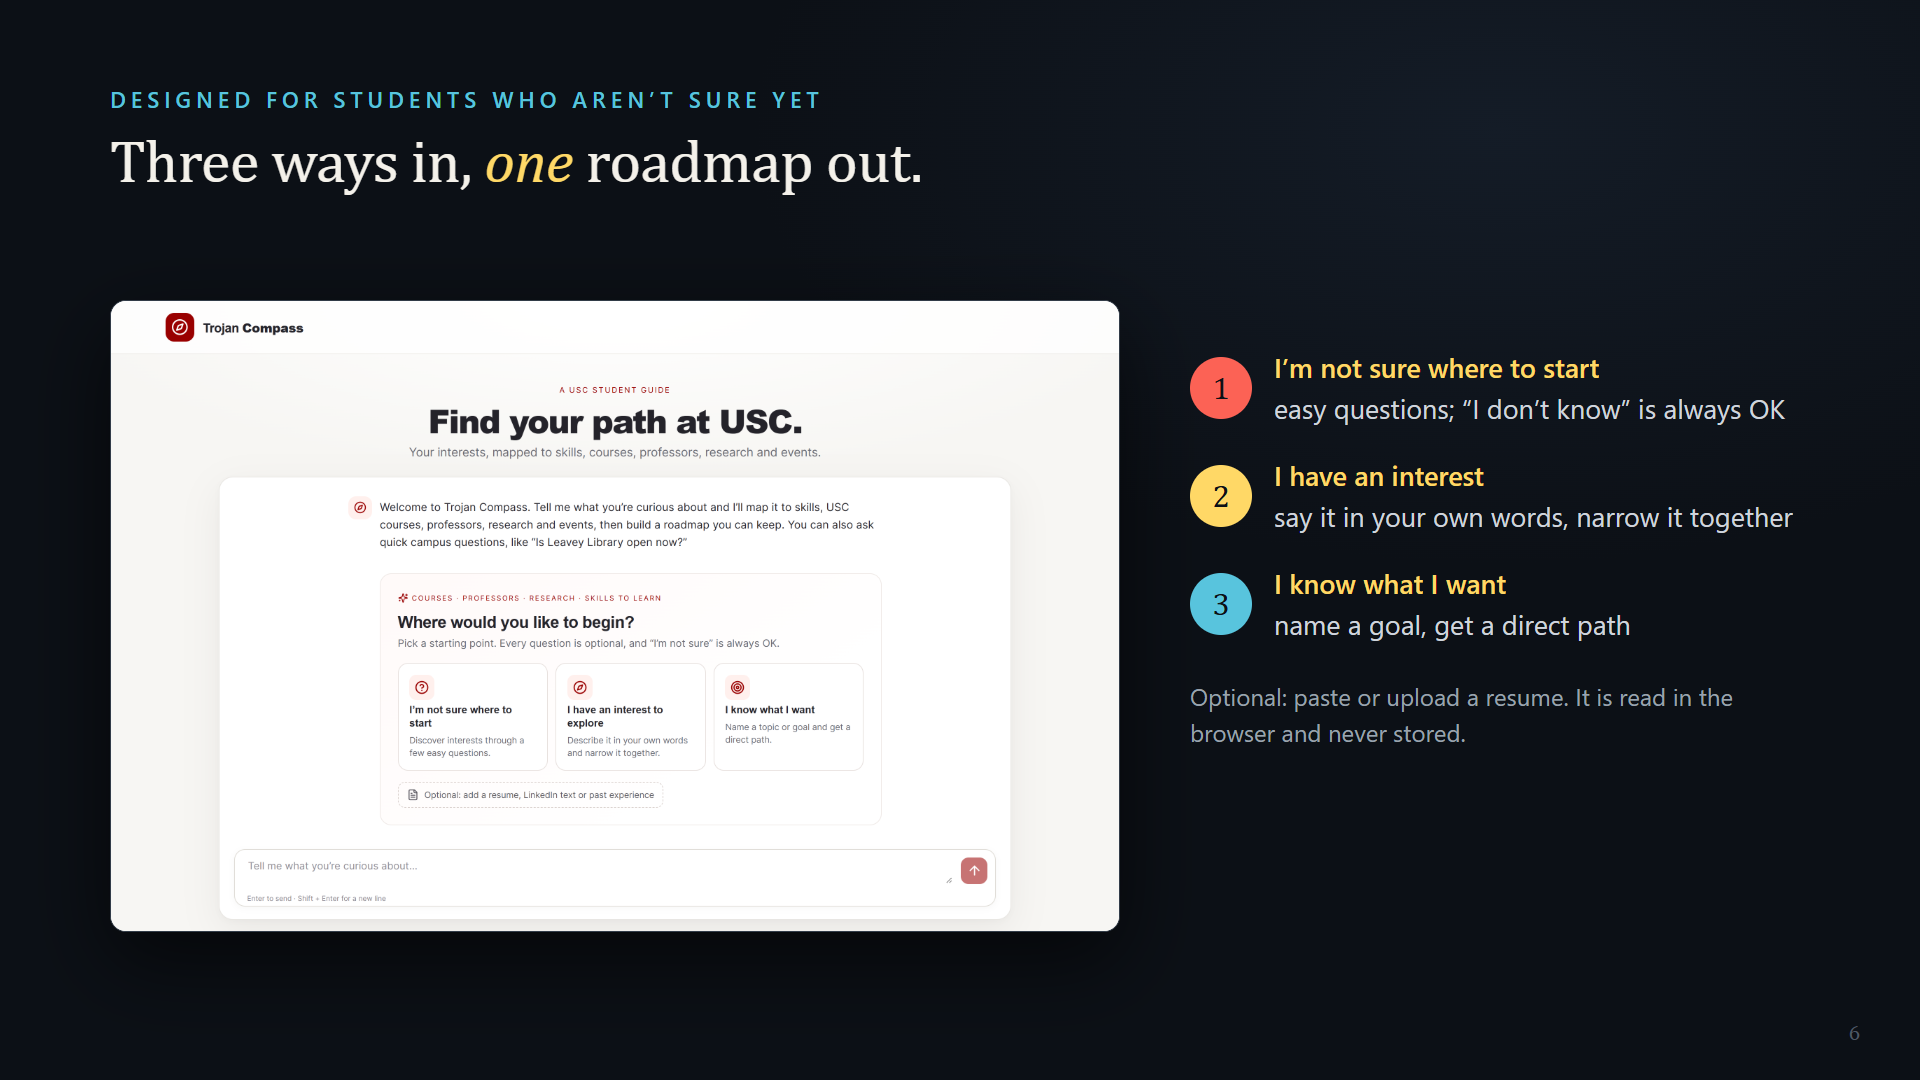 DESIGNED FOR STUDENTS WHO AREN’T SURE YET
Three ways in, one roadmap out.
Trojan Compass
A USC STUDENT GUIDE
Find your path at USC.
Your interests, mapped to skills, courses, professors, research and events.
Welcome to Trojan Compass. Tell me what you’re curious about and I’ll map it to skills, USC
courses, professors, research and events, then build a roadmap you can keep. You can also ask
quick campus questions, like “Is Leavey Library open now?”
COURSES · PROFESSORS · RESEARCH · SKILLS TO LEARN
Where would you like to begin?
Pick a starting point. Every question is optional, and “I’m not sure” is always OK.
I’m not sure where to
start
Discover interests through a
few easy questions.
I have an interest to
explore
Describe it in your own words
and narrow it together.
I know what I want
Name a topic or goal and get a
direct path.
Optional: add a resume, LinkedIn text or past experience
Tell me what you’re curious about...
Enter to send · Shift + Enter for a new line
1
I’m not sure where to start
easy questions; “I don’t know” is always OK
2
I have an interest
say it in your own words, narrow it together
3
I know what I want
name a goal, get a direct path
Optional: paste or upload a resume. It is read in the
browser and never stored.
6